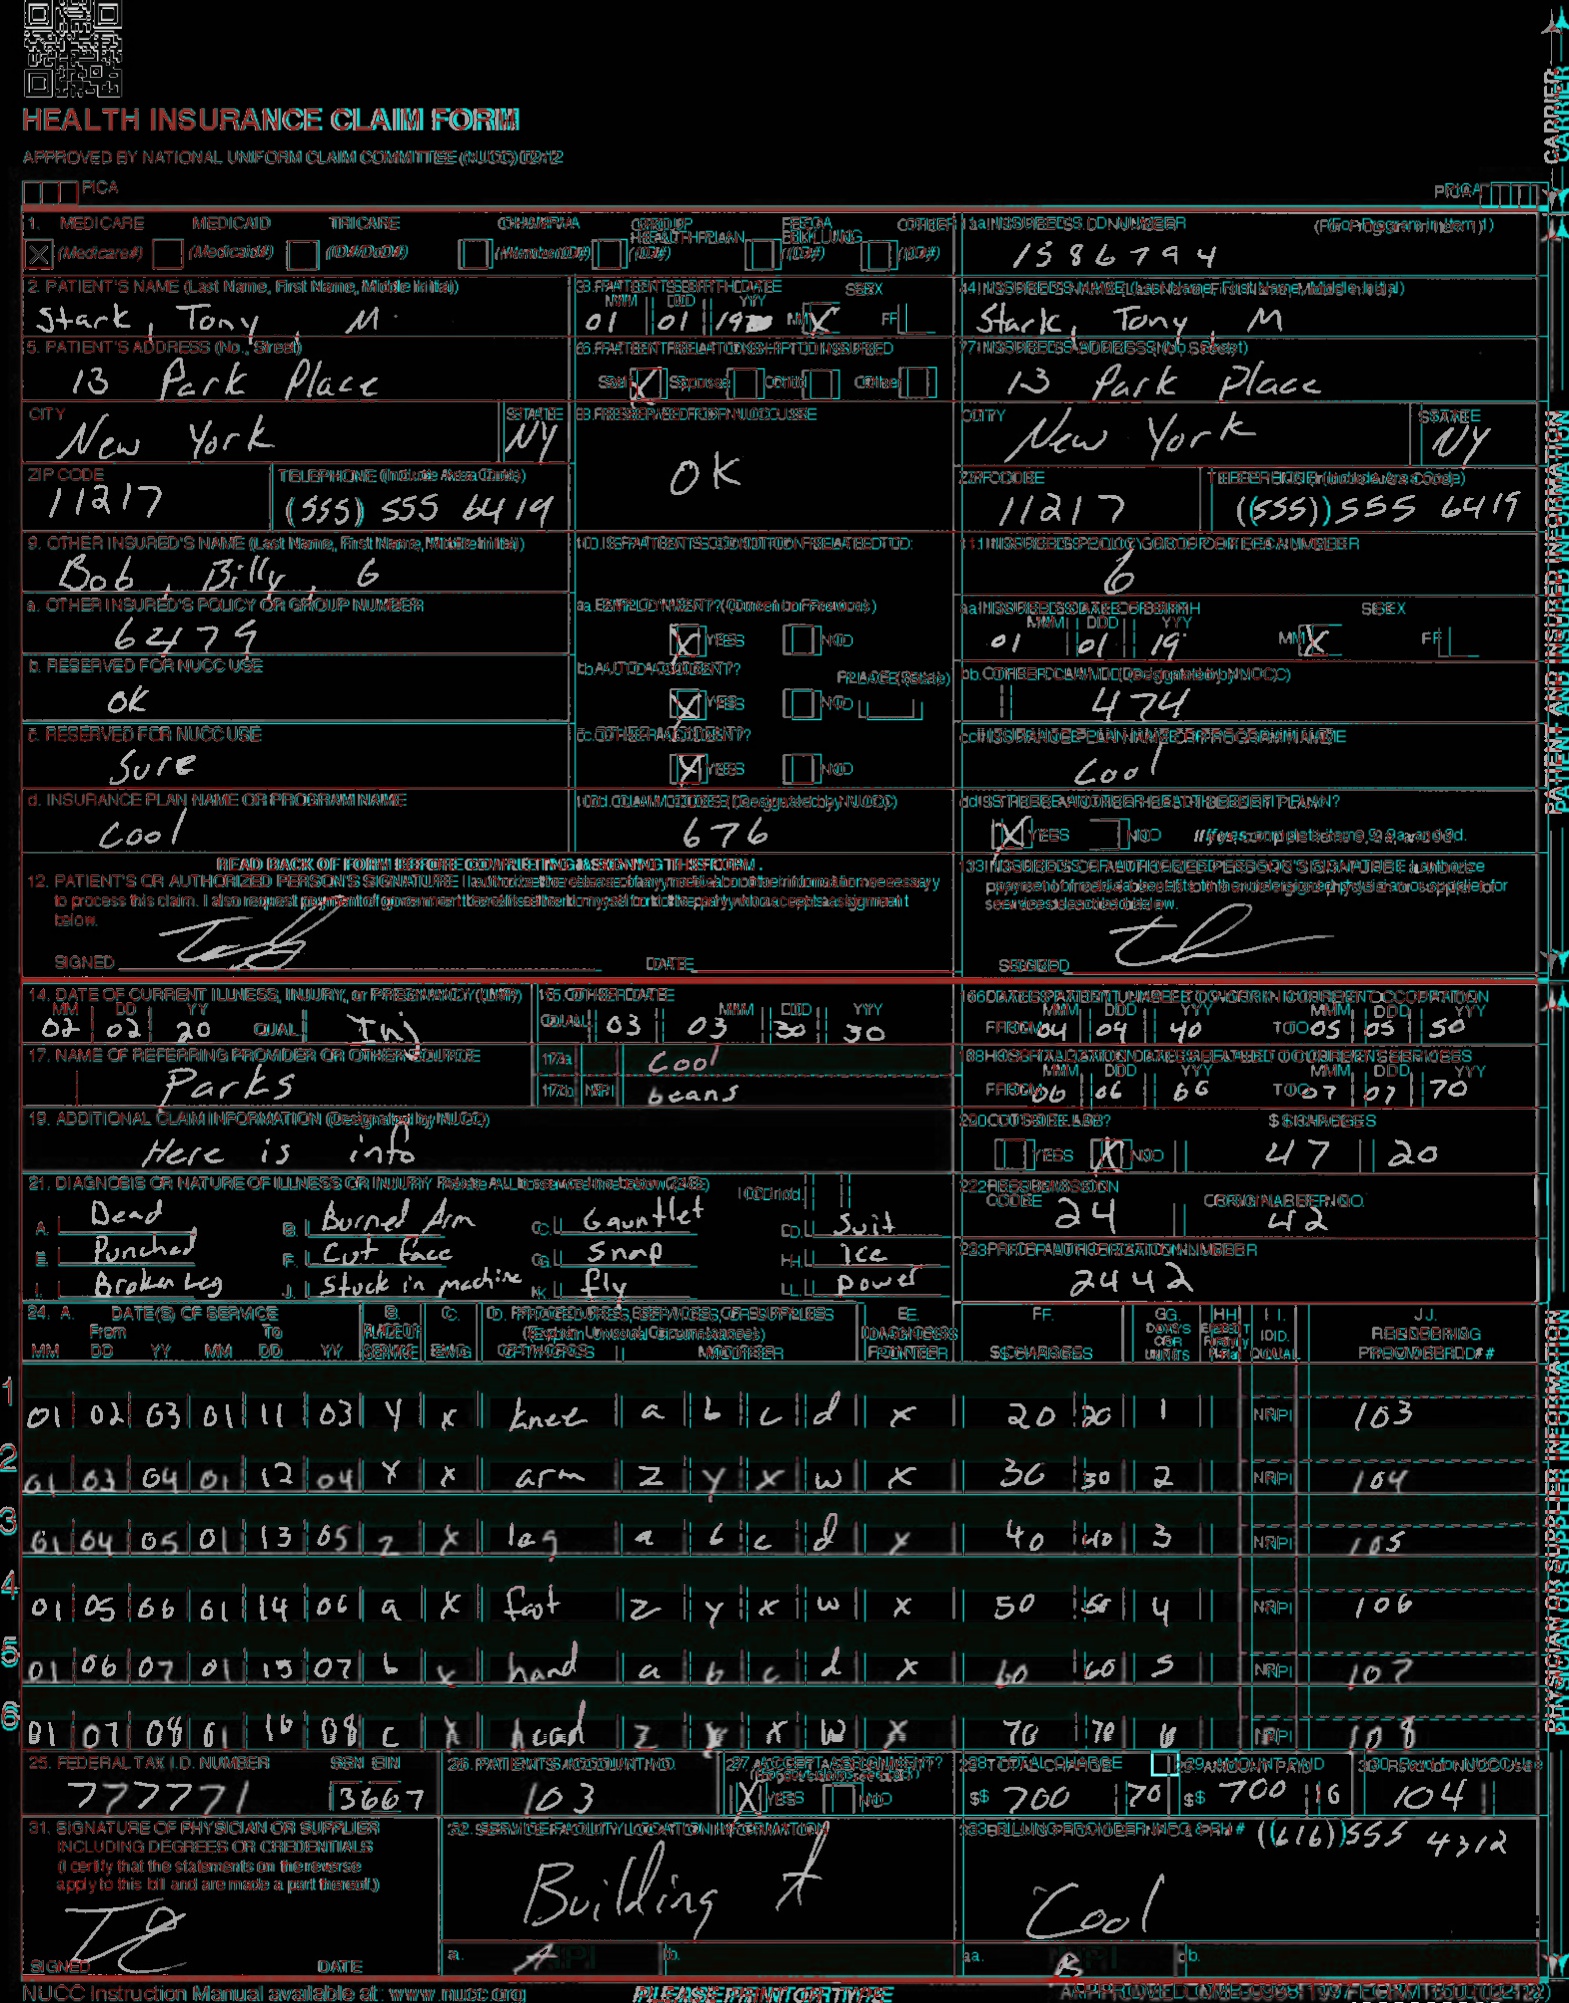 HEALTH INSURANCE CLAIM FORM
APPROVED BY NATIONAL UNIFORM CLAIM COMMITTEE (NUCC) 02/12
PICA PICA
1. MEDICARE MEDICAID TRICARE CHAMPVA GROUP HEALTH PLAN FECA BLK LUNG OTHER 1a. INSURED'S I.D. NUMBER (For Program in Item 1)
X (Medicare#) (Medicaid#) (ID#/DoD#) (Member ID#) (ID#) (ID#) (ID#) 1586794
2. PATIENT'S NAME (Last Name, First Name, Middle Initial) 3. PATIENT'S BIRTH DATE SEX 4. INSURED'S NAME (Last Name, First Name, Middle Initial)
MM DD YY
Stark, Tony, M 01 01 19 M X F Stark, Tony, M
5. PATIENT'S ADDRESS (No., Street) 6. PATIENT RELATIONSHIP TO INSURED 7. INSURED'S ADDRESS (No., Street)
13 Park Place Self X Spouse Child Other 13 Park Place
CITY STATE 8. RESERVED FOR NUCC USE CITY STATE
New York NY OK New York NY
ZIP CODE TELEPHONE (Include Area Code) ZIP CODE TELEPHONE (Include Area Code)
11217 (555) 555 6419 11217 (555) 555 6419
9. OTHER INSURED'S NAME (Last Name, First Name, Middle Initial) 10. IS PATIENT'S CONDITION RELATED TO: 11. INSURED'S POLICY GROUP OR FECA NUMBER
Bob, Billy, G 6
a. OTHER INSURED'S POLICY OR GROUP NUMBER a. EMPLOYMENT? (Current or Previous) a. INSURED'S DATE OF BIRTH SEX
MM DD YY
62479 X YES NO 01 01 19 M X F
b. RESERVED FOR NUCC USE b. AUTO ACCIDENT? PLACE (State) b. OTHER CLAIM ID (Designated by NUCC)
OK X YES NO 474
c. RESERVED FOR NUCC USE c. OTHER ACCIDENT? c. INSURANCE PLAN NAME OR PROGRAM NAME
Sure X YES NO Cool
d. INSURANCE PLAN NAME OR PROGRAM NAME 10d. CLAIM CODES (Designated by NUCC) d. IS THERE ANOTHER HEALTH BENEFIT PLAN?
Cool 676 X YES NO If yes, complete items 9, 9a, and 9d.
READ BACK OF FORM BEFORE COMPLETING & SIGNING THIS FORM.
12. PATIENT'S OR AUTHORIZED PERSON'S SIGNATURE I authorize the release of any medical or other information necessary
to process this claim. I also request payment of government benefits either to myself or to the party who accepts assignment
below.
13. INSURED'S OR AUTHORIZED PERSON'S SIGNATURE I authorize
payment of medical benefits to the undersigned physician or supplier for
services described below.
SIGNED DATE SIGNED
14. DATE OF CURRENT ILLNESS, INJURY, or PREGNANCY (LMP) 15. OTHER DATE 16. DATES PATIENT UNABLE TO WORK IN CURRENT OCCUPATION
MM DD YY MM DD YY MM DD YY MM DD YY
02 02 20 QUAL. Inj QUAL. 03 03 30 30 FROM 04 04 40 TO 05 05 50
17. NAME OF REFERRING PROVIDER OR OTHER SOURCE 17a. Cool 18. HOSPITALIZATION DATES RELATED TO CURRENT SERVICES
MM DD YY MM DD YY
Parks 17b. NPI beans FROM 06 06 66 TO 07 07 70
19. ADDITIONAL CLAIM INFORMATION (Designated by NUCC) 20. OUTSIDE LAB? $ CHARGES
Here is info YES X NO 47 20
21. DIAGNOSIS OR NATURE OF ILLNESS OR INJURY Relate A-L to service line below (24E) ICD Ind. 22. RESUBMISSION CODE ORIGINAL REF. NO.
A. Dead B. Burned Arm C. Gauntlet D. Suit 24 42
E. Punched F. Cut face G. Snap H. Ice 23. PRIOR AUTHORIZATION NUMBER
I. Broken Leg J. Stuck in machine K. fly L. power 2442
24. A. DATE(S) OF SERVICE B. C. D. PROCEDURES, SERVICES, OR SUPPLIES E. F. G. H. I. J.
From To PLACE OF (Explain Unusual Circumstances) DIAGNOSIS DAYS OR EPSDT Family ID. RENDERING
MM DD YY MM DD YY SERVICE EMG CPT/HCPCS MODIFIER POINTER $ CHARGES UNITS Plan QUAL. PROVIDER ID. #
1 01 02 03 01 11 03 y x knee a b c d x 20 20 1 NPI 103
2 01 03 04 01 12 04 Y x arm z y x w x 30 30 2 NPI 104
3 01 04 05 01 13 05 z x leg a b c d x 40 40 3 NPI 105
4 01 05 06 01 14 06 a x foot z y x w x 50 50 4 NPI 106
5 01 06 07 01 15 07 b x hand a b c d x 60 60 5 NPI 107
6 01 07 08 01 16 08 c x head z y x w x 70 70 6 NPI 108
25. FEDERAL TAX I.D. NUMBER SSN EIN 26. PATIENT'S ACCOUNT NO. 27. ACCEPT ASSIGNMENT? 28. TOTAL CHARGE 29. AMOUNT PAID 30. Rsvd for NUCC Use
777771 3667 103 X YES NO $ 700 70 $ 700 16 104
31. SIGNATURE OF PHYSICIAN OR SUPPLIER
INCLUDING DEGREES OR CREDENTIALS
(I certify that the statements on the reverse
apply to this bill and are made a part thereof.)
32. SERVICE FACILITY LOCATION INFORMATION
Building A
33. BILLING PROVIDER INFO & PH # (616) 555 4312
Cool
SIGNED DATE a. A b. a. B b.
NUCC Instruction Manual available at: www.nucc.org PLEASE PRINT OR TYPE
CARRIER
PATIENT AND INSURED INFORMATION
PHYSICIAN OR SUPPLIER INFORMATION